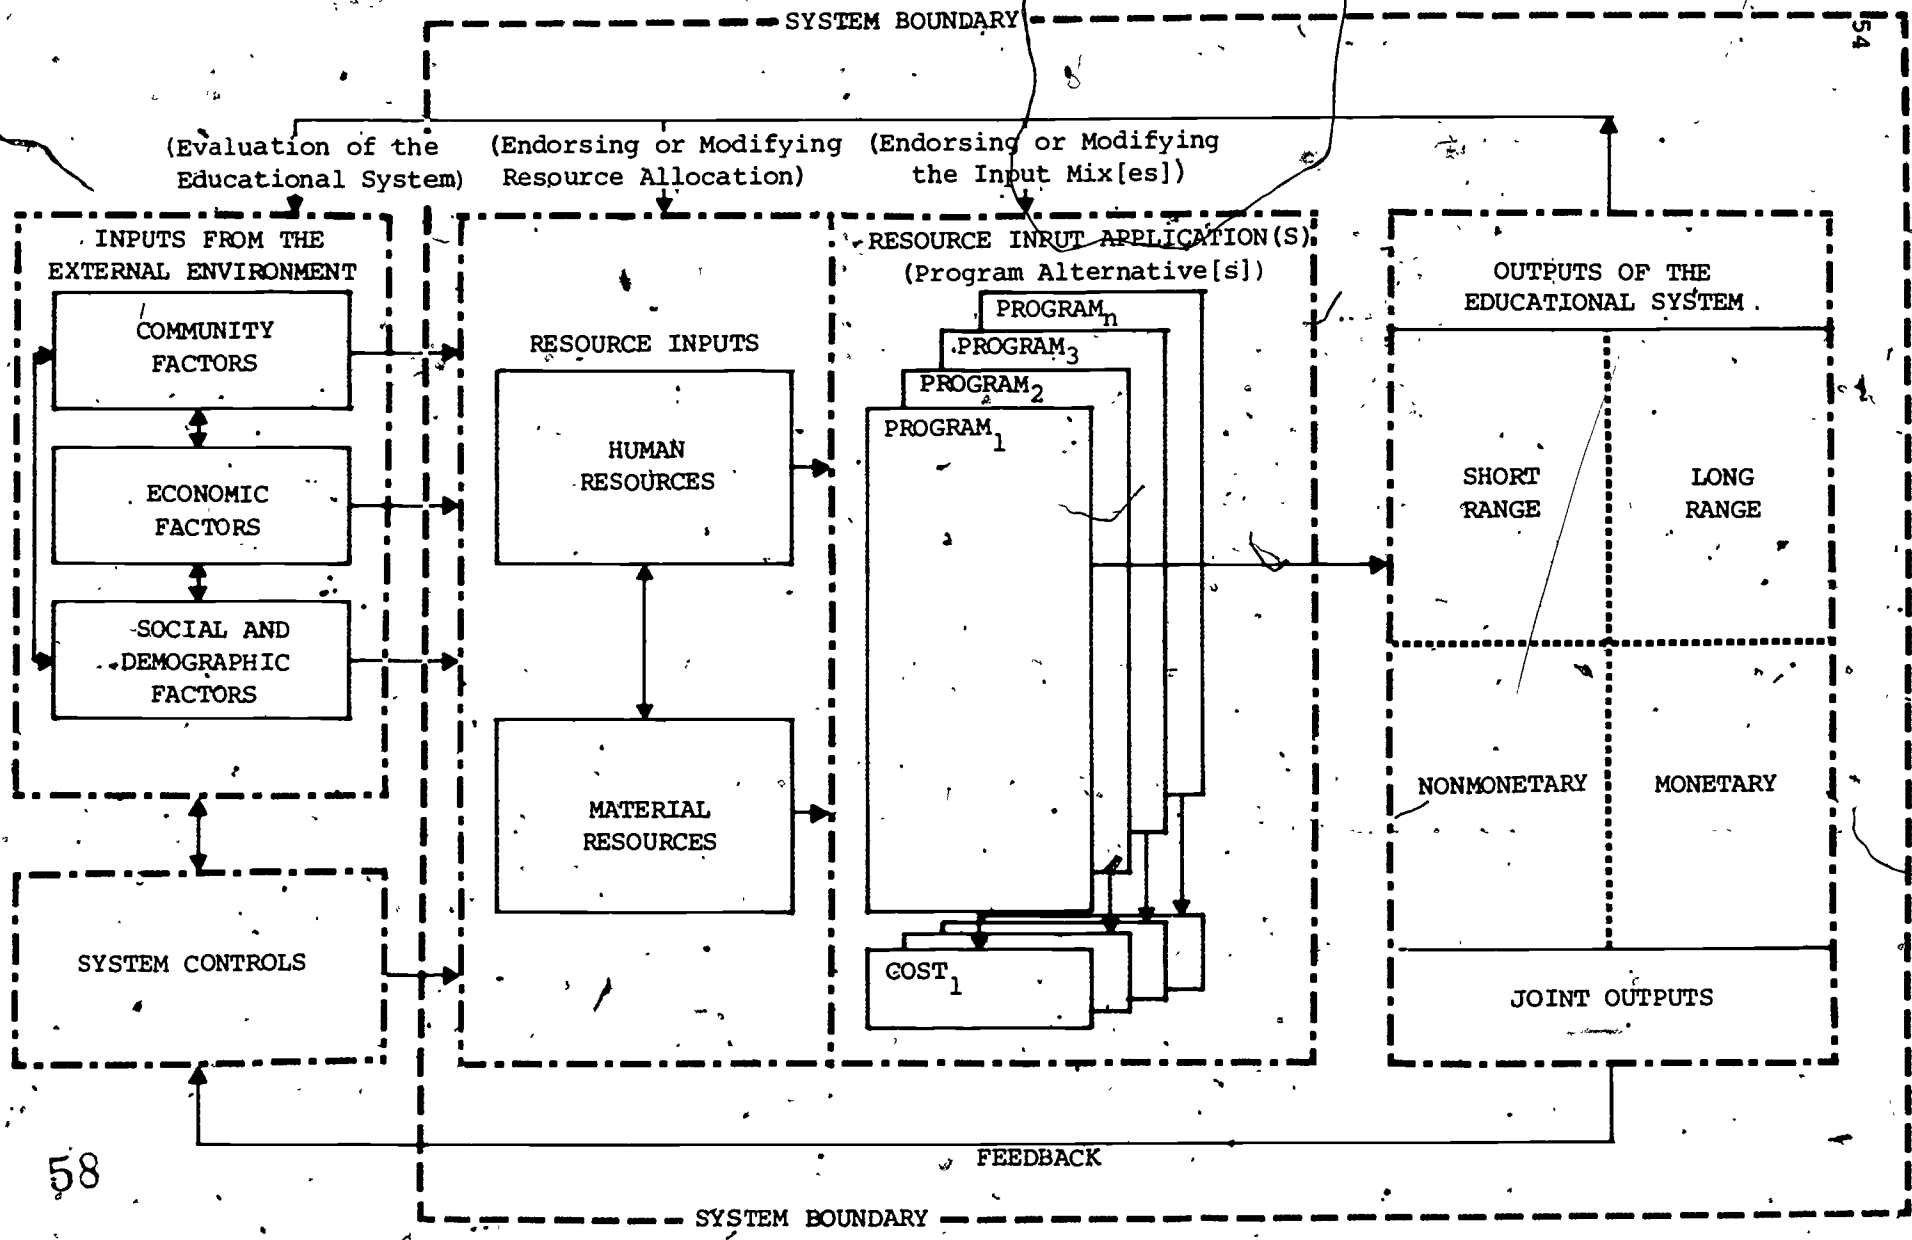 SYSTEM BOUNDARY
54
(Evaluation of the
Educational System)
(Endorsing or Modifying
Resource Allocation)
(Endorsing or Modifying
the Input Mix[es])
INPUTS FROM THE
EXTERNAL ENVIRONMENT
COMMUNITY
FACTORS
ECONOMIC
FACTORS
SOCIAL AND
DEMOGRAPHIC
FACTORS
SYSTEM CONTROLS
RESOURCE INPUTS
HUMAN
RESOURCES
MATERIAL
RESOURCES
RESOURCE INPUT APPLICATION(S)
(Program Alternative[s])
PROGRAMn
PROGRAM3
PROGRAM2
PROGRAM1
COST1
OUTPUTS OF THE
EDUCATIONAL SYSTEM
SHORT
RANGE
LONG
RANGE
NONMONETARY
MONETARY
JOINT OUTPUTS
FEEDBACK
58
SYSTEM BOUNDARY